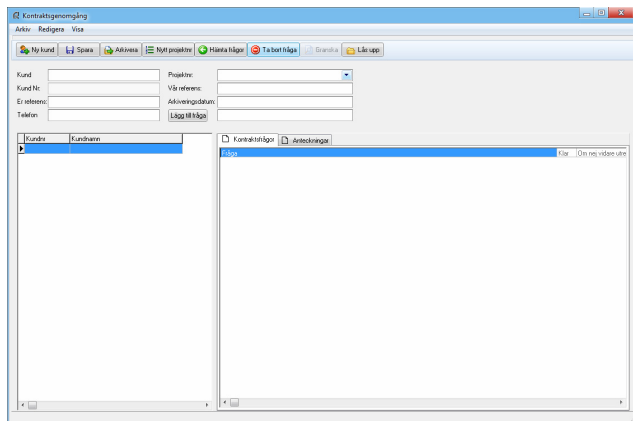 Kontraktsgenomgång
Arkiv Redigera Visa
Ny kund Spara Arkivera Nytt projektnr Hämta frågor Ta bort fråga Granska Lås upp
Kund Projektnr:
Kund Nr: Vår referens:
Er referens: Arkiveringsdatum:
Telefon Lägg till fråga
Kundnr Kundnamn
Kontraktsfrågor Anteckningar
Fråga Klar Om nej vidare utre